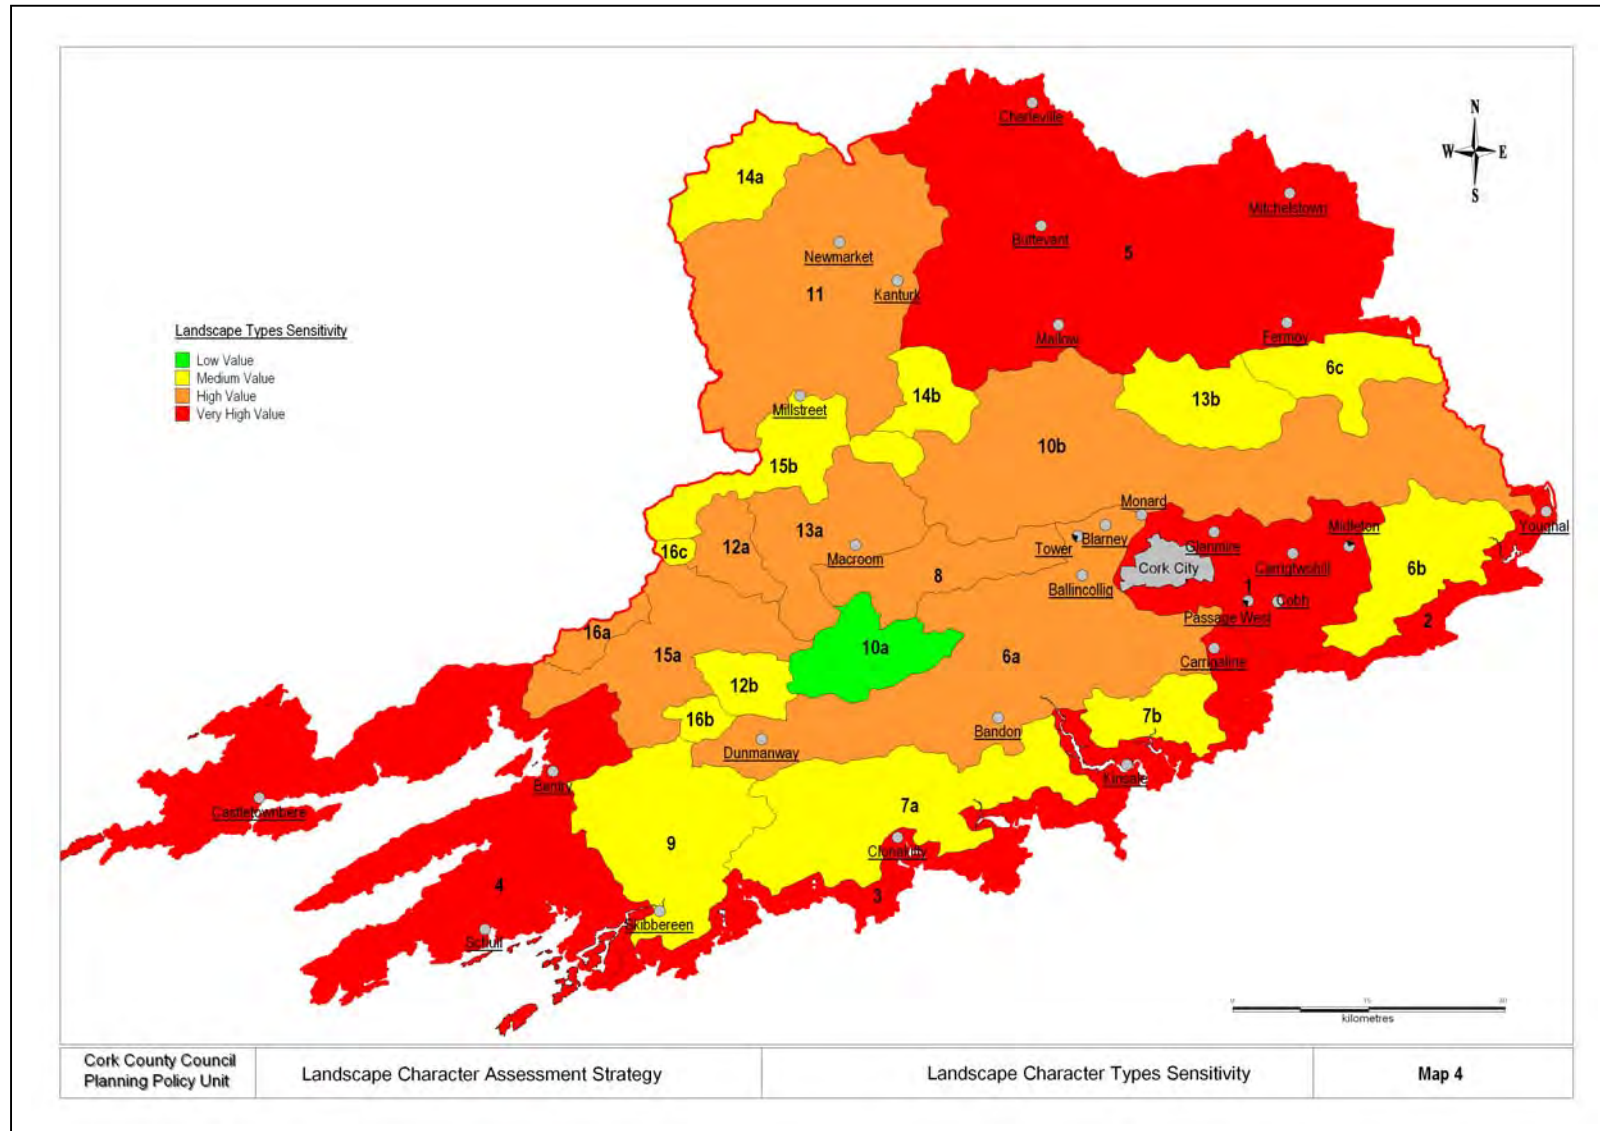 N
W
E
S
Charleville
14a
Mitchelstown
Buttevant
Newmarket
5
11
Kanturk
Landscape Types Sensitivity
Low Value
Medium Value
High Value
Very High Value
Mallow
Fermoy
6c
14b
13b
Millstreet
10b
15b
Monard
13a
Midleton
Youghal
12a
Tower
Blarney
Glanmire
16c
Macroom
Cork City
Carrigtwohill
8
Ballincollig
6b
1
Cobh
Passage West
2
16a
10a
15a
6a
Carrigaline
12b
16b
7b
Bandon
Dunmanway
Kinsale
Bantry
Castletownbere
7a
9
Clonakilty
4
3
Skibbereen
Schull
0
15
30
kilometres
Cork County Council
Planning Policy Unit
Landscape Character Assessment Strategy
Landscape Character Types Sensitivity
Map 4